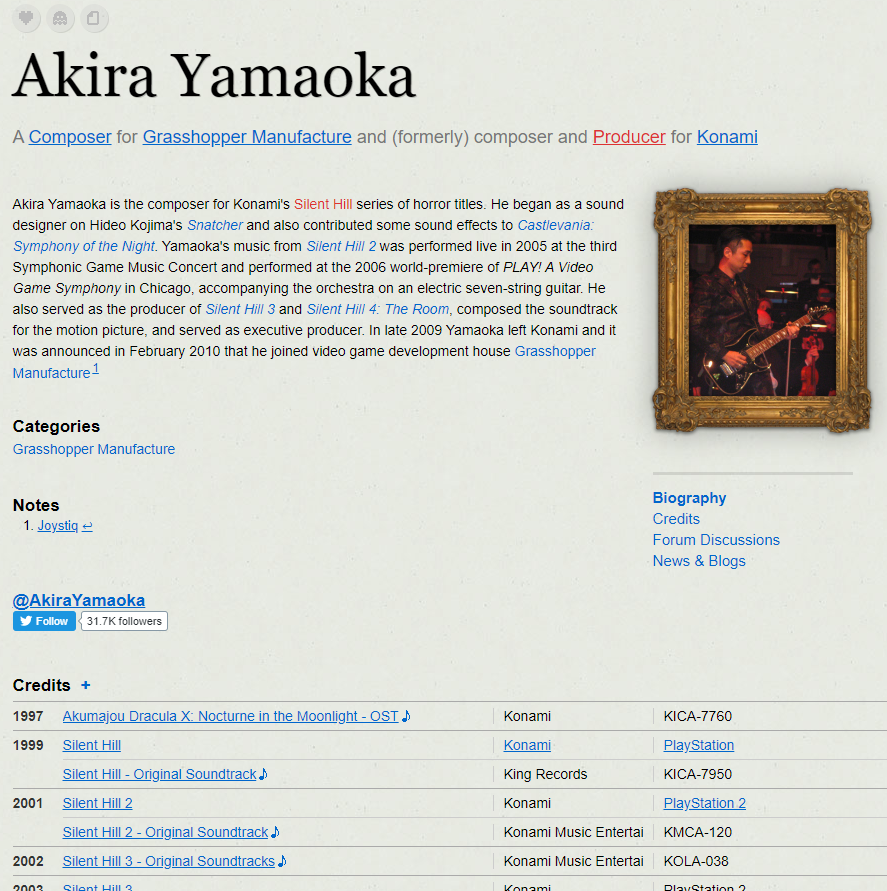 Akira Yamaoka
A Composer for Grasshopper Manufacture and (formerly) composer and Producer for Konami
Akira Yamaoka is the composer for Konami's Silent Hill series of horror titles. He began as a sound
designer on Hideo Kojima's Snatcher and also contributed some sound effects to Castlevania:
Symphony of the Night. Yamaoka's music from Silent Hill 2 was performed live in 2005 at the third
Symphonic Game Music Concert and performed at the 2006 world-premiere of PLAY! A Video
Game Symphony in Chicago, accompanying the orchestra on an electric seven-string guitar. He
also served as the producer of Silent Hill 3 and Silent Hill 4: The Room, composed the soundtrack
for the motion picture, and served as executive producer. In late 2009 Yamaoka left Konami and it
was announced in February 2010 that he joined video game development house Grasshopper
Manufacture 1
Categories
Grasshopper Manufacture
Notes
1. Joystiq ↩
Biography
Credits
Forum Discussions
News & Blogs
@AkiraYamaoka
Follow 31.7K followers
Credits +
1997 Akumajou Dracula X: Nocturne in the Moonlight - OST ♪ Konami KICA-7760
1999 Silent Hill Konami PlayStation
Silent Hill - Original Soundtrack ♪ King Records KICA-7950
2001 Silent Hill 2 Konami PlayStation 2
Silent Hill 2 - Original Soundtrack ♪ Konami Music Entertai KMCA-120
2002 Silent Hill 3 - Original Soundtracks ♪ Konami Music Entertai KOLA-038
2003 Silent Hill 3 Konami PlayStation 2